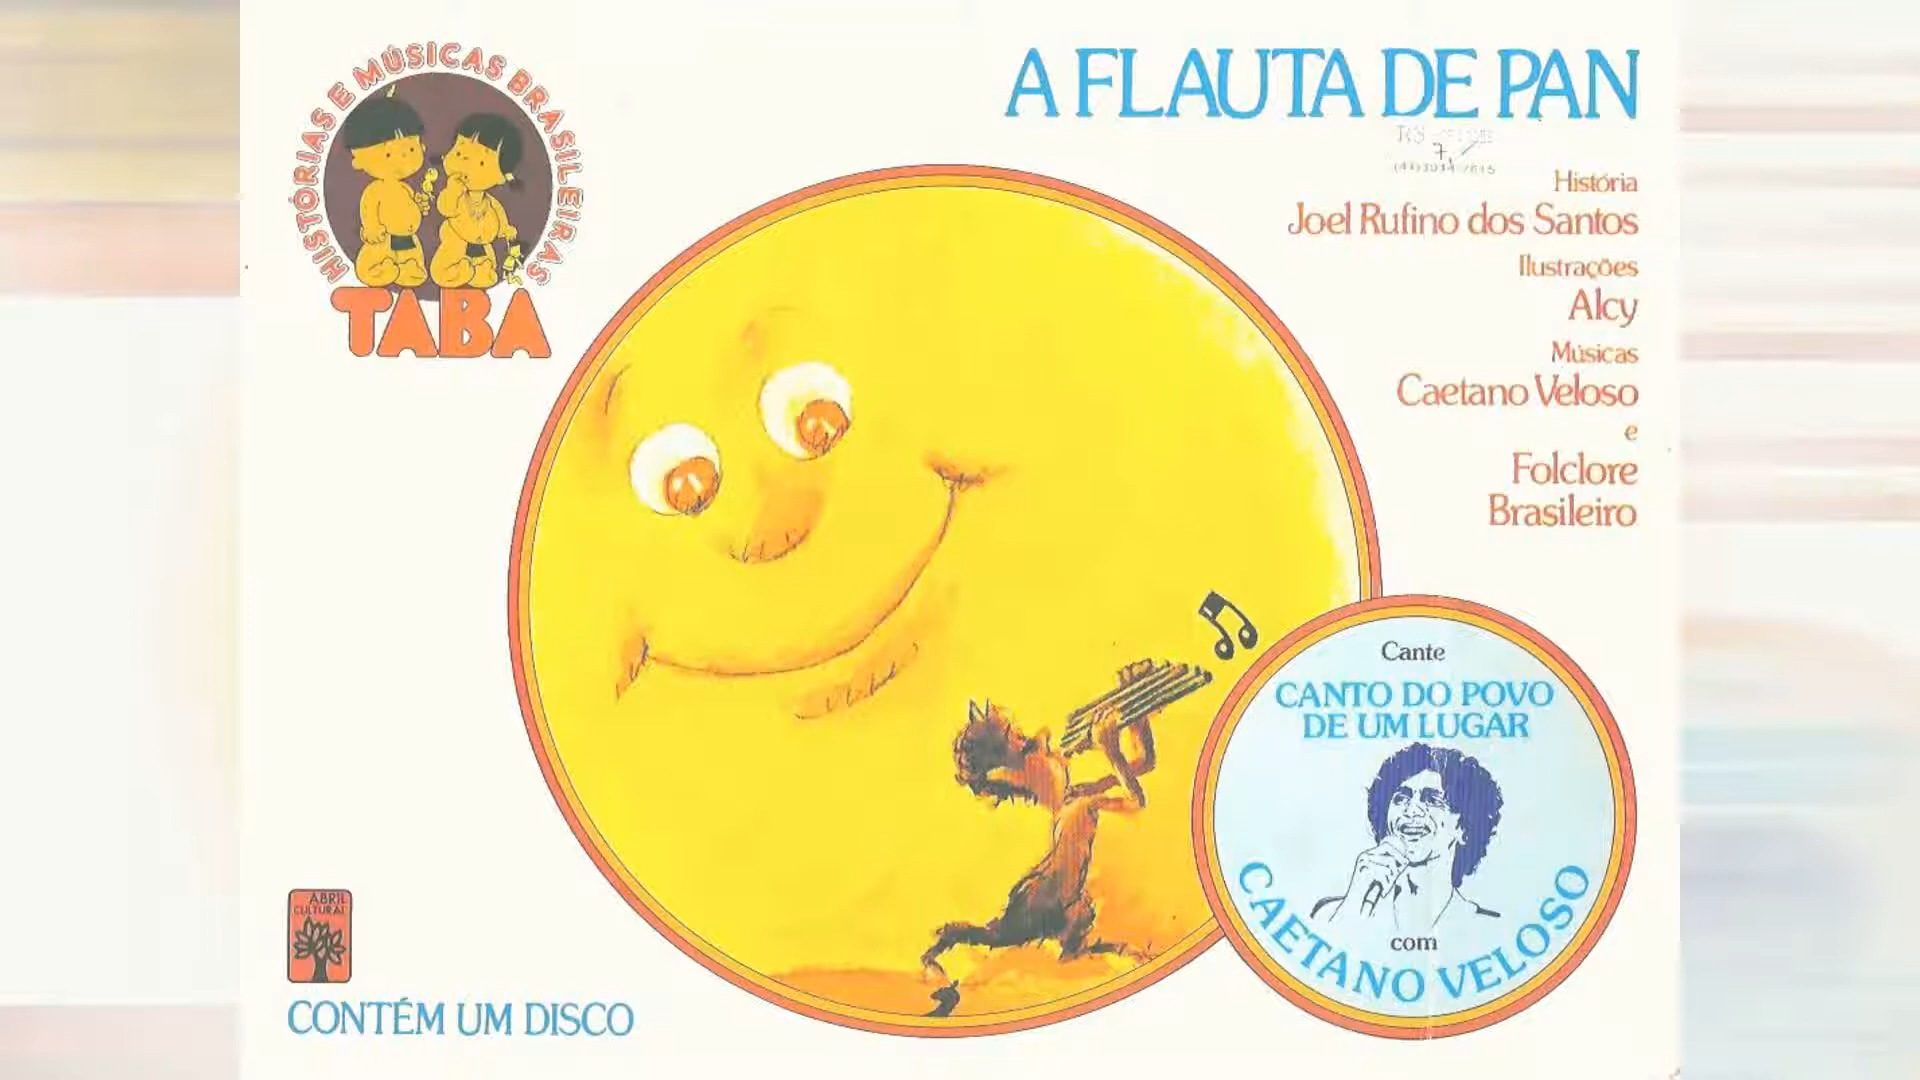 HISTÓRIAS E MÚSICAS BRASILEIRAS
TABA
A FLAUTA DE PAN
História
Joel Rufino dos Santos
Ilustrações
Alcy
Músicas
Caetano Veloso
e
Folclore
Brasileiro
Cante
CANTO DO POVO
DE UM LUGAR
com
CAETANO VELOSO
ABRIL
CULTURAL
CONTÉM UM DISCO